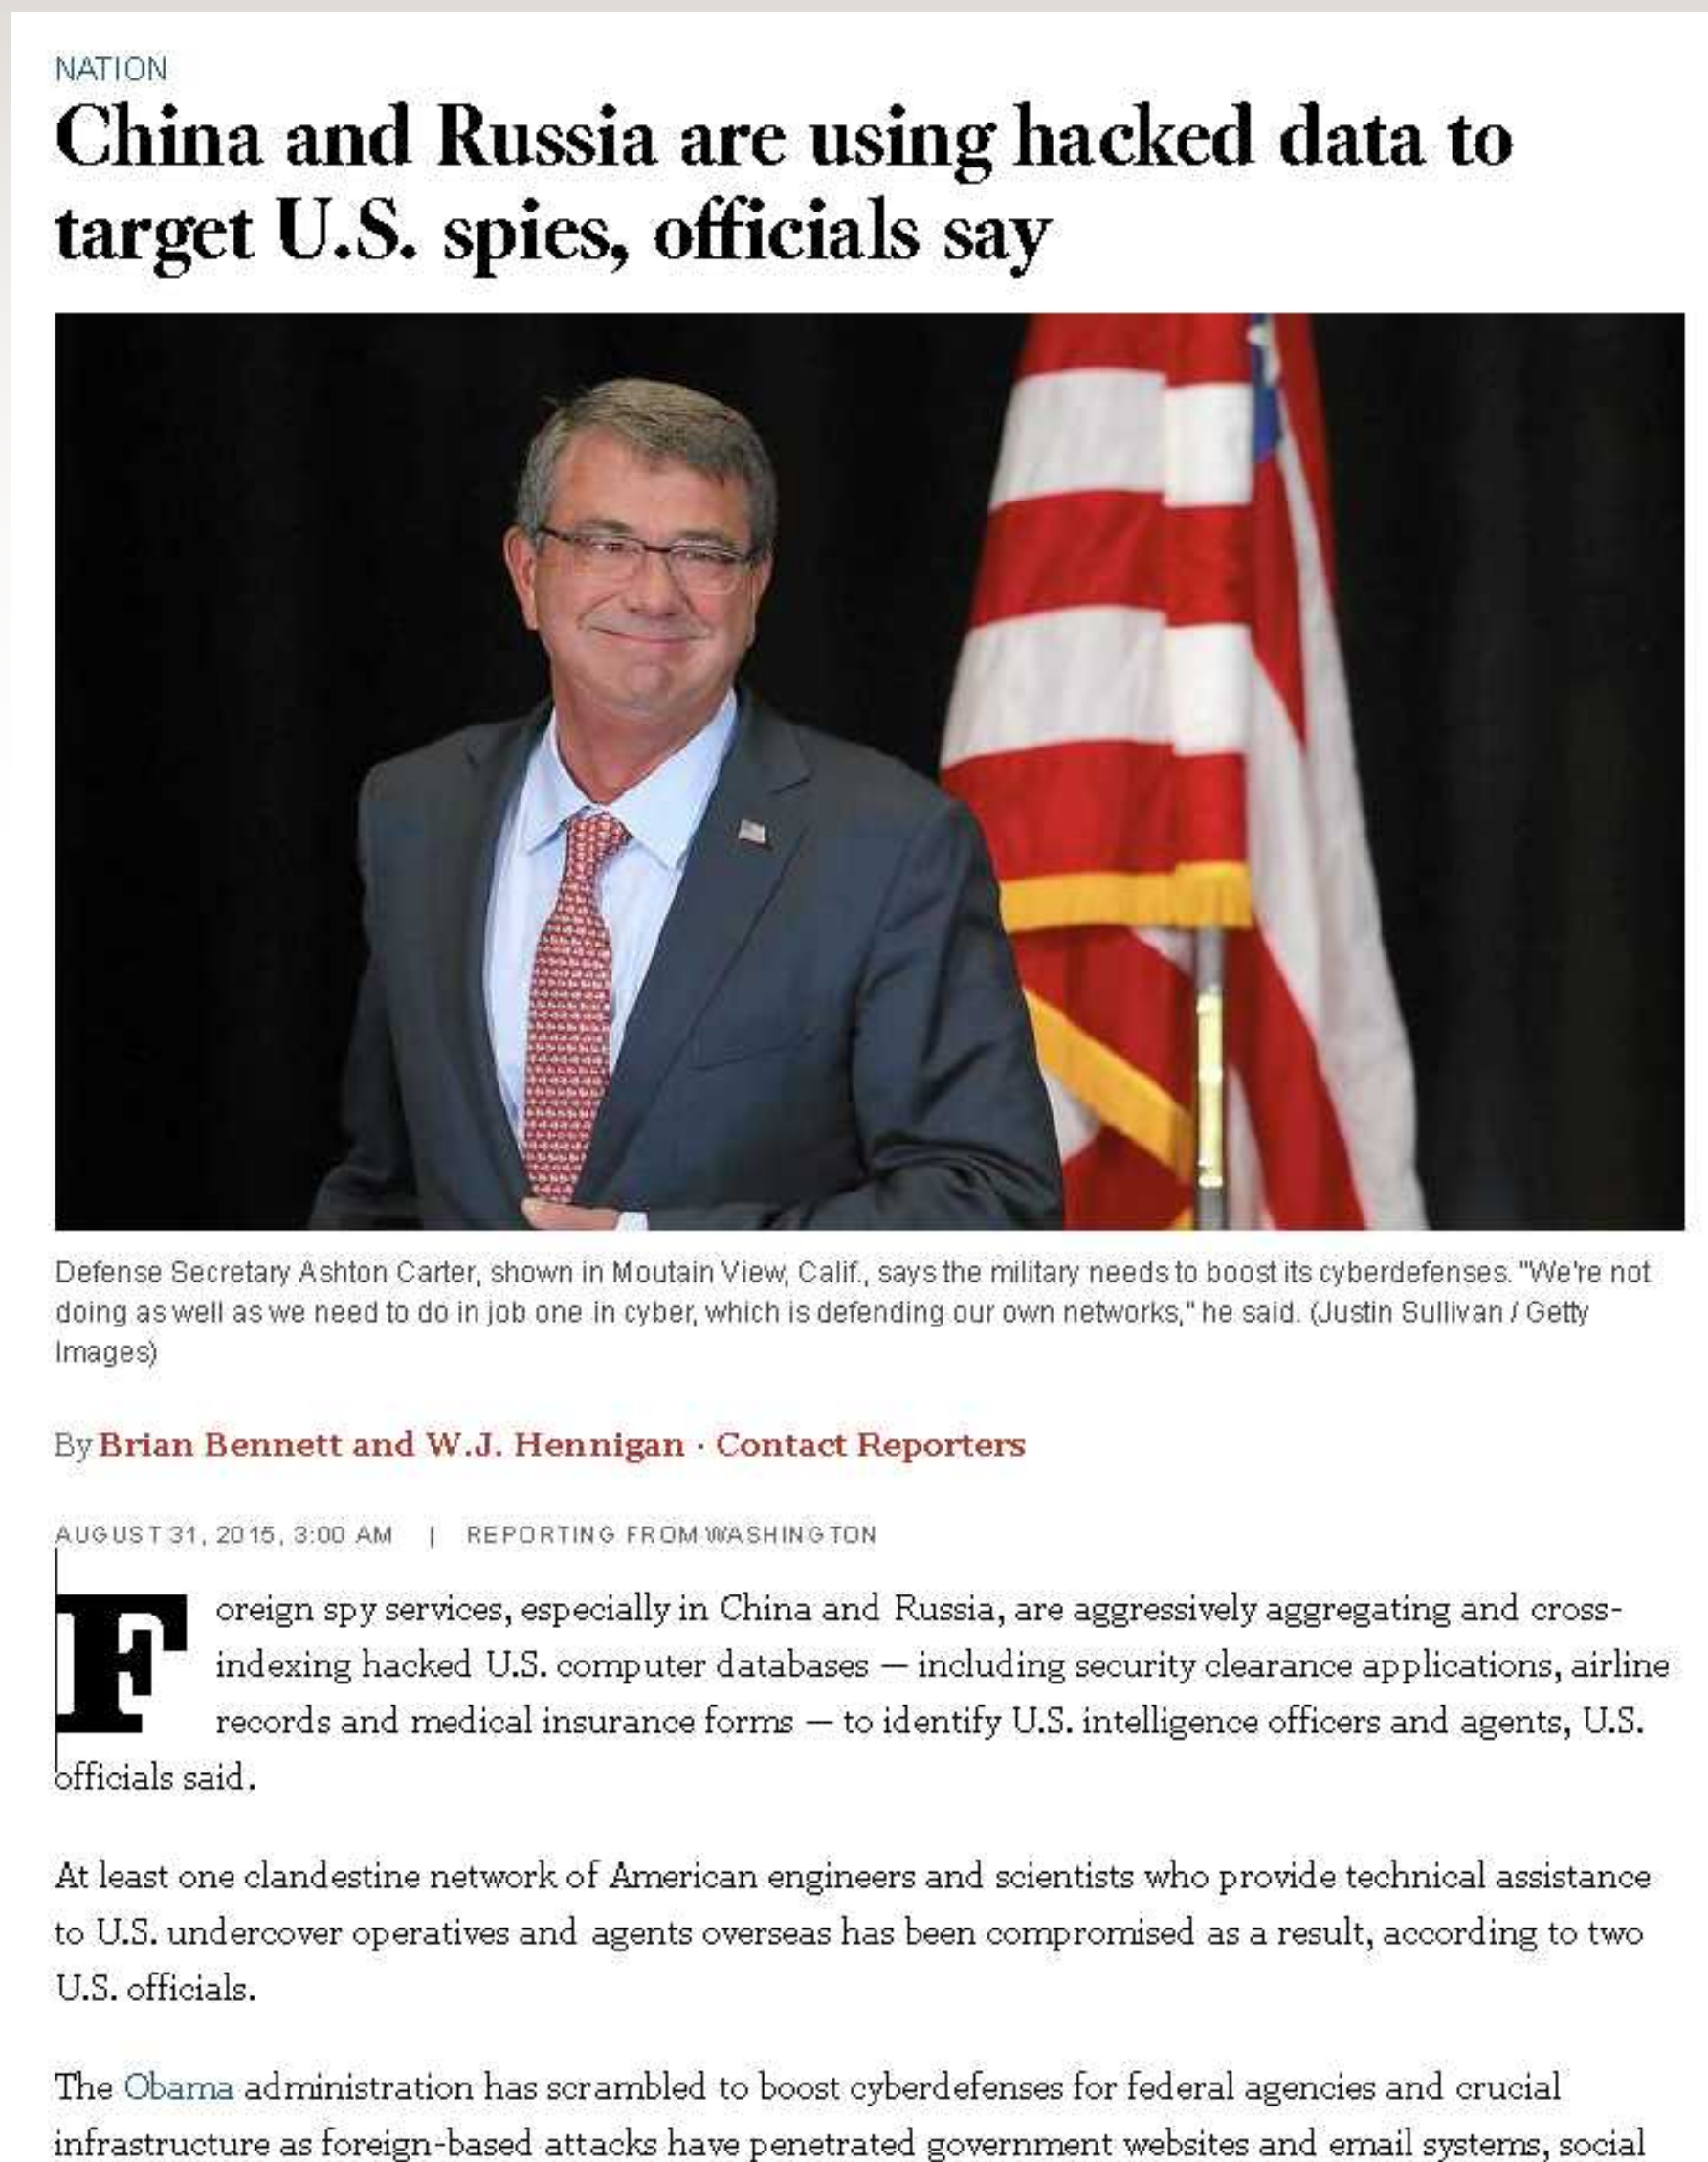 NATION
China and Russia are using hacked data to
target U.S. spies, officials say
Defense Secretary Ashton Carter, shown in Moutain View, Calif., says the military needs to boost its cyberdefenses. "We're not
doing as well as we need to do in job one in cyber, which is defending our own networks," he said. (Justin Sullivan / Getty
Images)
By Brian Bennett and W.J. Hennigan · Contact Reporters
AUGUST 31, 2015, 3:00 AM | REPORTING FROM WASHINGTON
Foreign spy services, especially in China and Russia, are aggressively aggregating and cross-
indexing hacked U.S. computer databases — including security clearance applications, airline
records and medical insurance forms — to identify U.S. intelligence officers and agents, U.S.
officials said.
At least one clandestine network of American engineers and scientists who provide technical assistance
to U.S. undercover operatives and agents overseas has been compromised as a result, according to two
U.S. officials.
The Obama administration has scrambled to boost cyberdefenses for federal agencies and crucial
infrastructure as foreign-based attacks have penetrated government websites and email systems, social